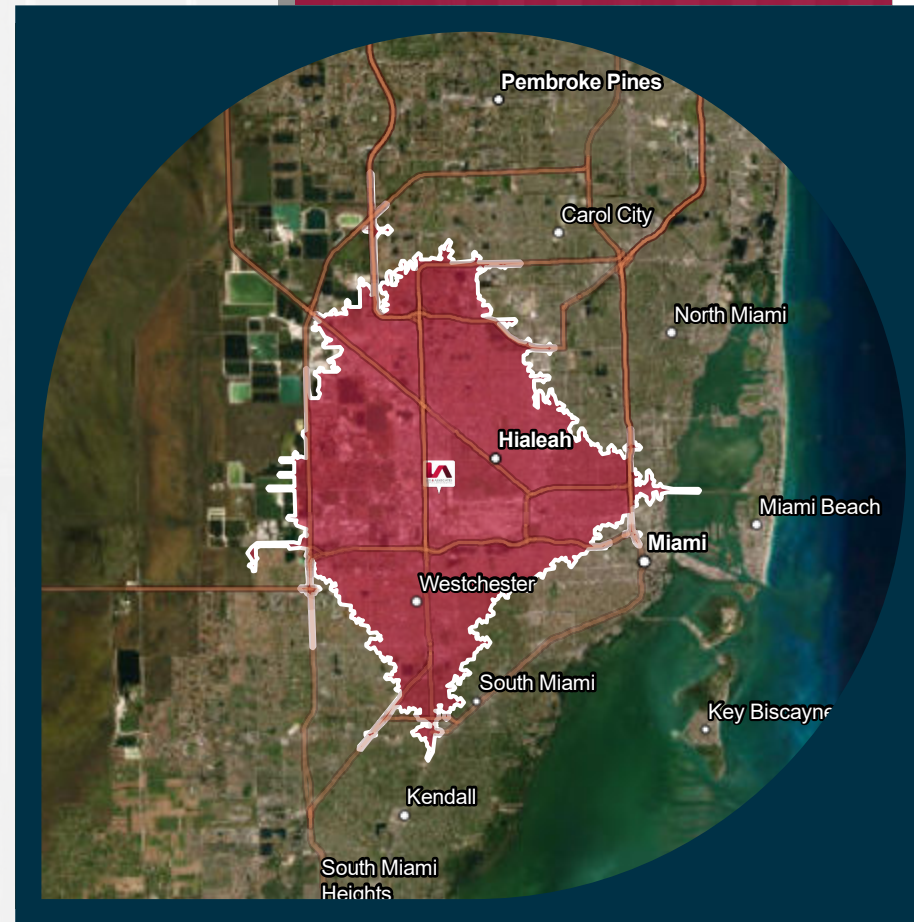 Pembroke Pines
Carol City
North Miami
Hialeah
LA
Miami Beach
Miami
Westchester
South Miami
Key Biscayne
Kendall
South Miami
Heights